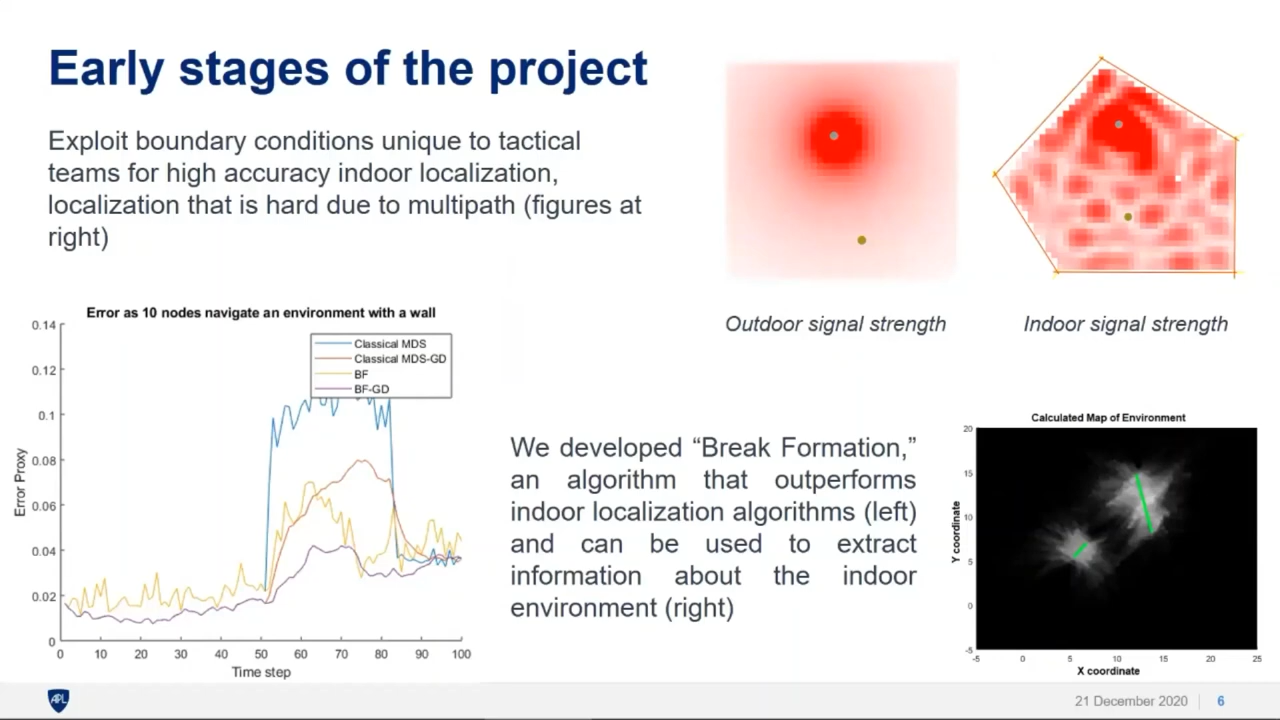 Early stages of the project
Exploit boundary conditions unique to tactical
teams for high accuracy indoor localization,
localization that is hard due to multipath (figures at
right)
Outdoor signal strength
Indoor signal strength
Error as 10 nodes navigate an environment with a wall
Error Proxy
0.14
0.12
0.1
0.08
0.06
0.04
0.02
0
Classical MDS
Classical MDS-GD
BF
BF-GD
0 10 20 30 40 50 60 70 80 90 100
Time step
We developed “Break Formation,”
an algorithm that outperforms
indoor localization algorithms (left)
and can be used to extract
information about the indoor
environment (right)
Calculated Map of Environment
Y coordinate
20
15
10
5
0
-5
-5 0 5 10 15 20 25
X coordinate
APL
21 December 2020
6